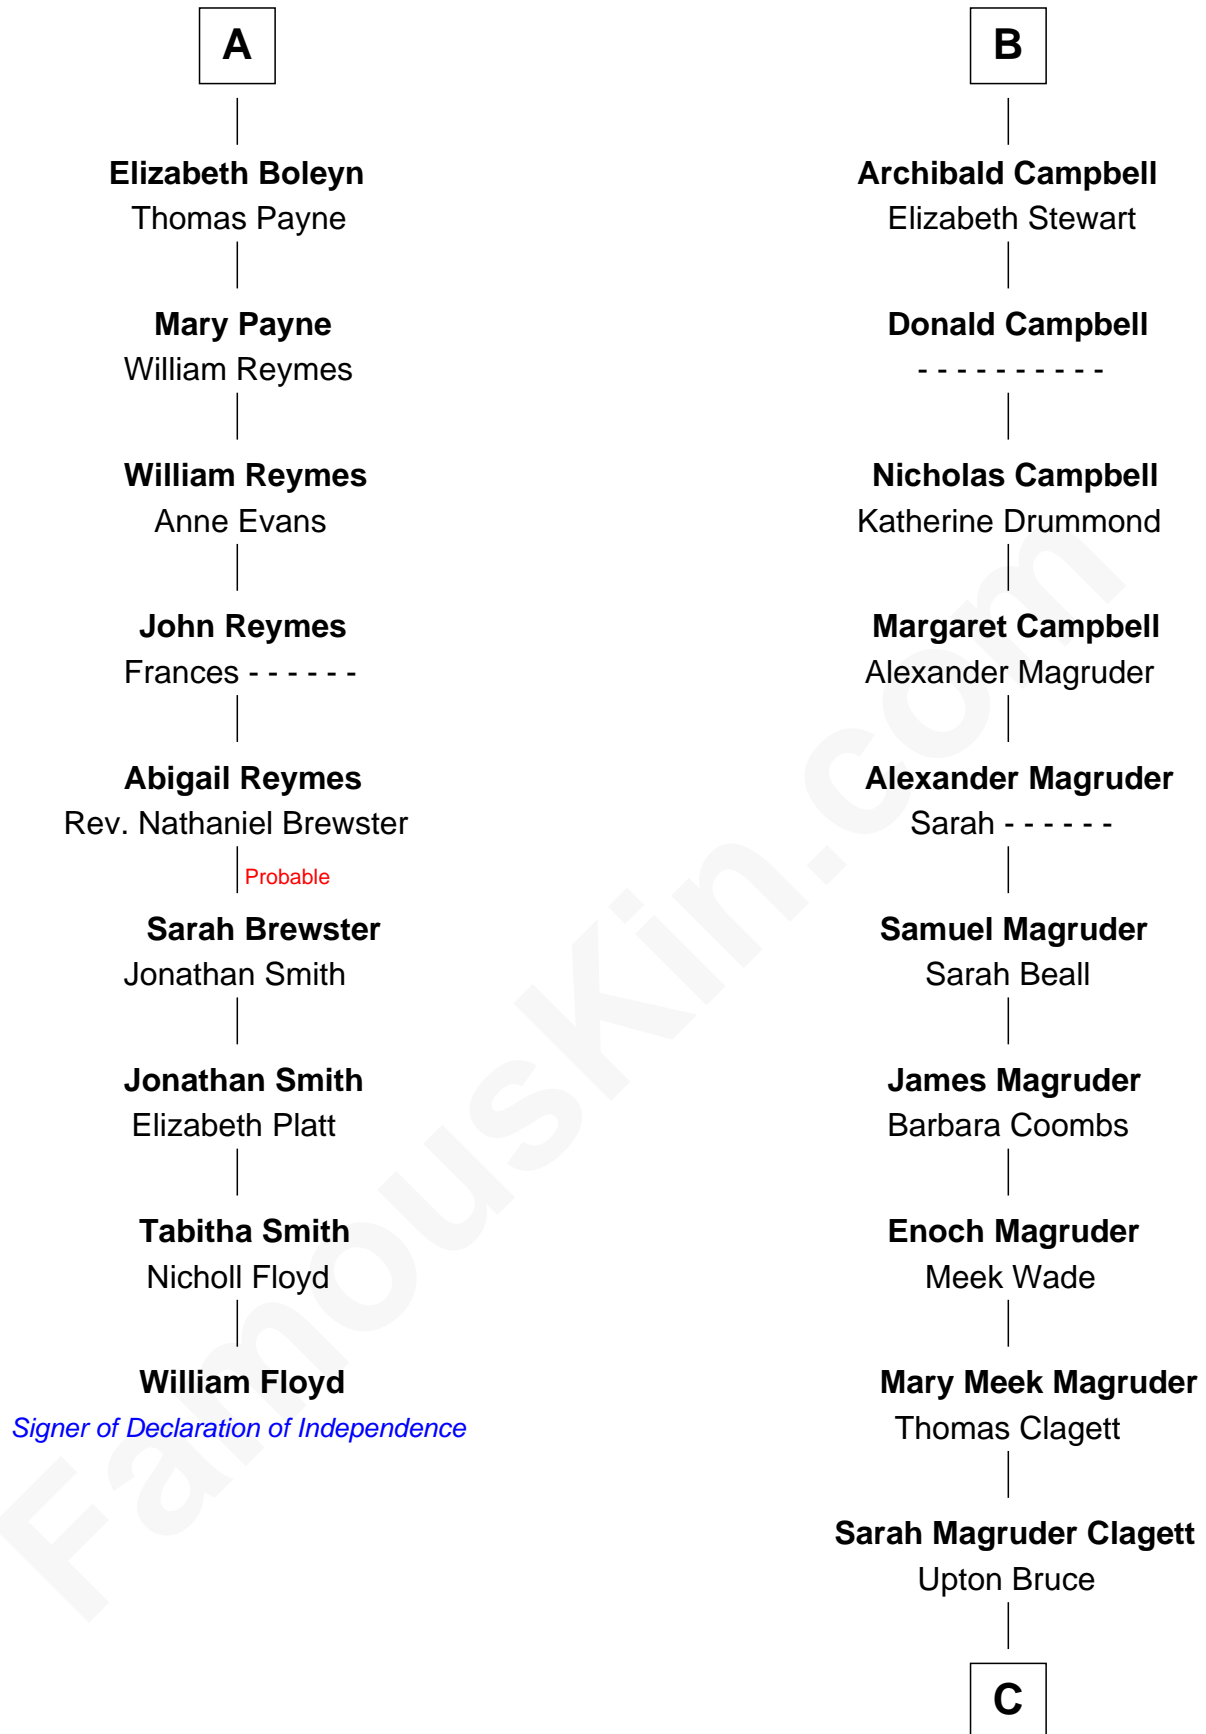 A
Elizabeth Boleyn
Thomas Payne
Mary Payne
William Reymes
William Reymes
Anne Evans
John Reymes
Frances - - - - - -
Abigail Reymes
Rev. Nathaniel Brewster
Probable
Sarah Brewster
Jonathan Smith
Jonathan Smith
Elizabeth Platt
Tabitha Smith
Nicholl Floyd
William Floyd
Signer of Declaration of Independence
B
Archibald Campbell
Elizabeth Stewart
Donald Campbell
- - - - - - - - - -
Nicholas Campbell
Katherine Drummond
Margaret Campbell
Alexander Magruder
Alexander Magruder
Sarah - - - - - -
Samuel Magruder
Sarah Beall
James Magruder
Barbara Coombs
Enoch Magruder
Meek Wade
Mary Meek Magruder
Thomas Clagett
Sarah Magruder Clagett
Upton Bruce
C
FamousKin.com